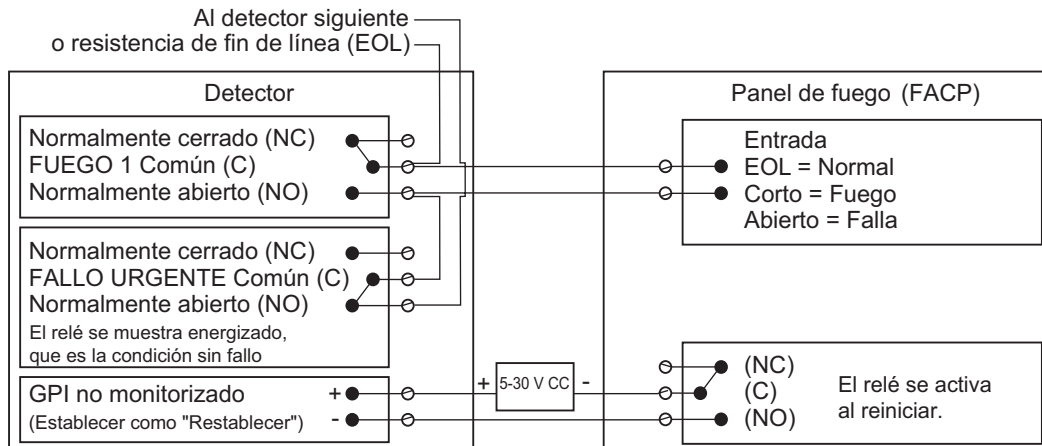 Al detector siguiente
o resistencia de fin de línea (EOL)
Detector
Normalmente cerrado (NC)
FUEGO 1 Común (C)
Normalmente abierto (NO)
Normalmente cerrado (NC)
FALLO URGENTE Común (C)
Normalmente abierto (NO)
El relé se muestra energizado,
que es la condición sin fallo
GPI no monitorizado
+
(Establecer como "Restablecer")
-
+ 5-30 V CC -
Panel de fuego (FACP)
Entrada
EOL = Normal
Corto = Fuego
Abierto = Falla
(NC)
(C)
(NO)
El relé se activa
al reiniciar.